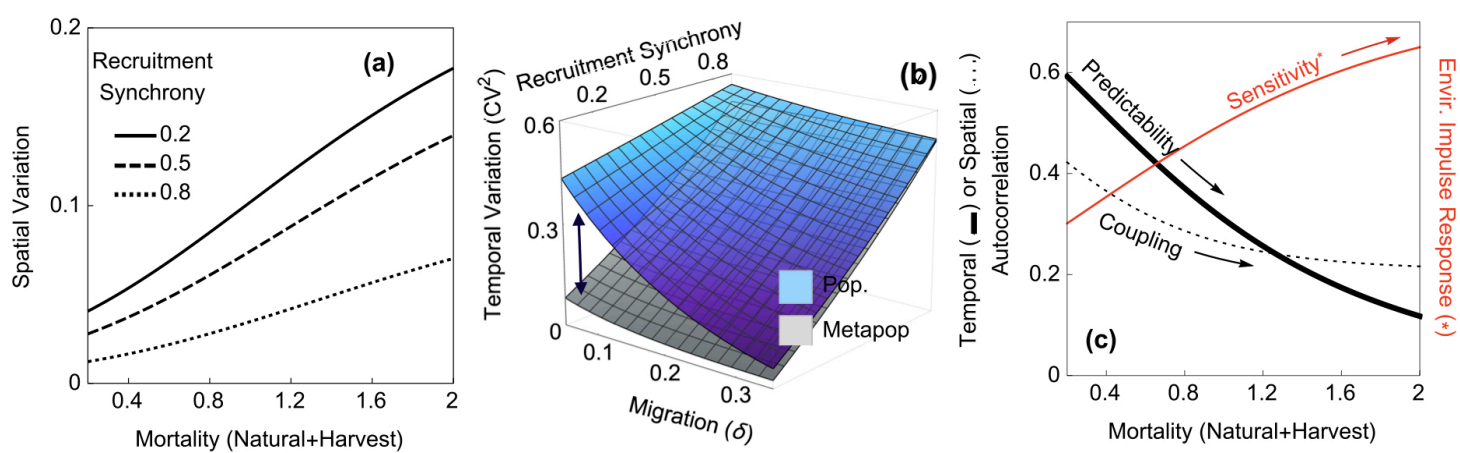 0.2
Recruitment
Synchrony
0.2
0.5
0.8
(a)
Spatial Variation
0.1
0
0.4
0.8
1.2
1.6
2
Mortality (Natural+Harvest)
Recruitment Synchrony
0.2
0.5
0.8
(b)
Temporal Variation (CV²)
0.6
0.3
0
0.1
0.2
0.3
Migration (δ)
Pop.
Metapop
Temporal (▬) or Spatial (...)
Autocorrelation
0.6
0.4
0.2
0
Predictability
Sensitivity*
Coupling
(c)
0.4
0.8
1.2
1.6
2
Mortality (Natural+Harvest)
Envir. Impulse Response (*)